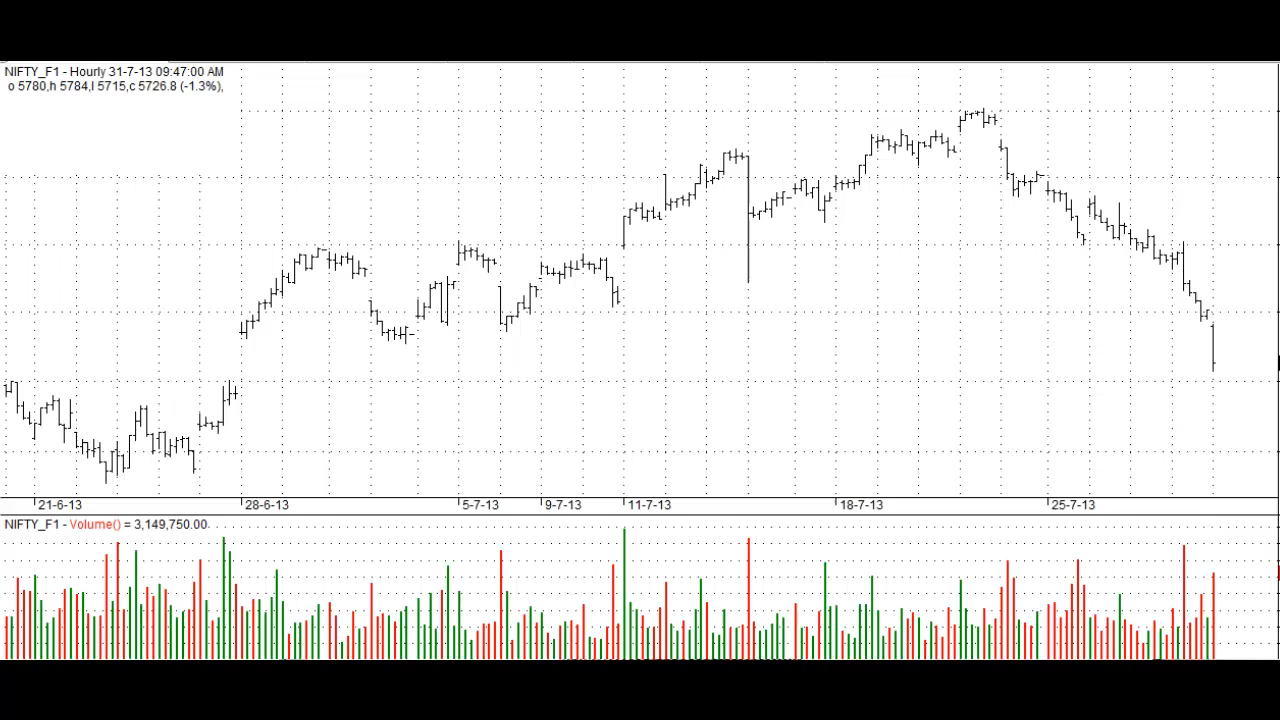 NIFTY_F1 - Hourly 31-7-13 09:47:00 AM
o 5780,h 5784,l 5715,c 5726.8 (-1.3%),
21-6-13 28-6-13 5-7-13 9-7-13 11-7-13 18-7-13 25-7-13
NIFTY_F1 - Volume() = 3,149,750.00